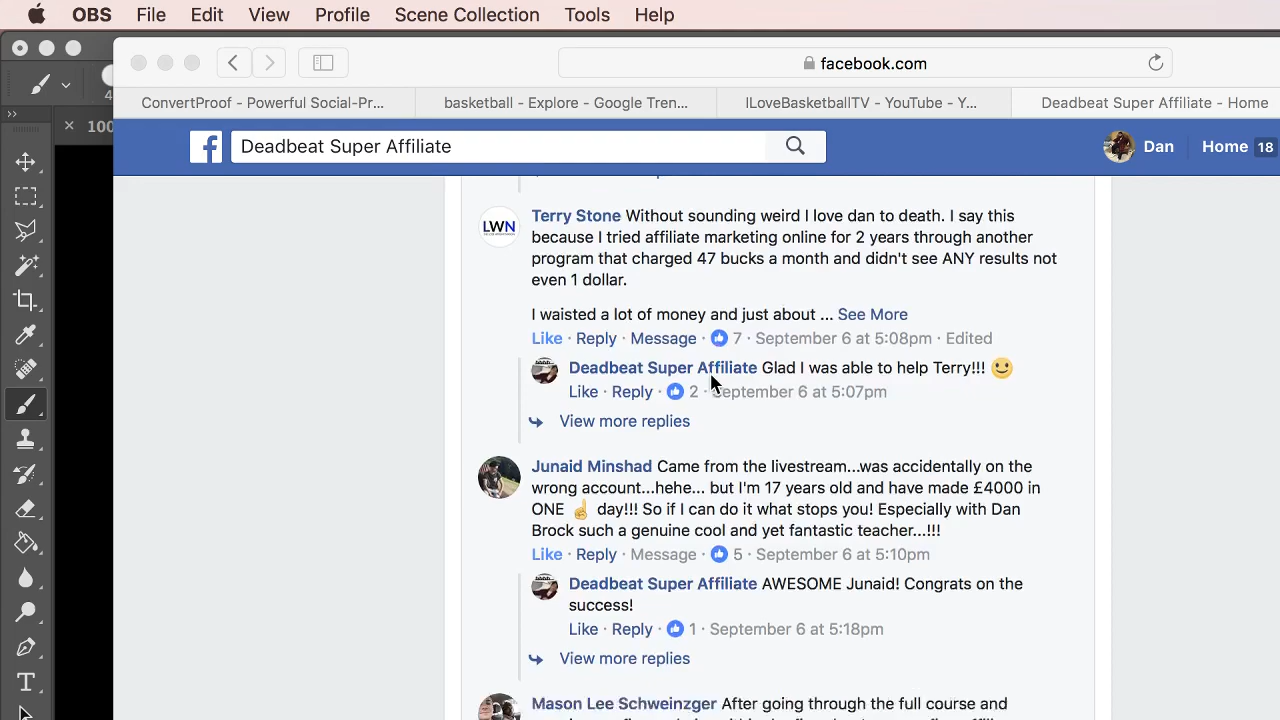 OBS File Edit View Profile Scene Collection Tools Help
facebook.com
ConvertProof - Powerful Social-Pr... basketball - Explore - Google Tren... ILoveBasketballTV - YouTube - Y... Deadbeat Super Affiliate - Home
100
Deadbeat Super Affiliate
Dan Home 18
LWN
Terry Stone Without sounding weird I love dan to death. I say this
because I tried affiliate marketing online for 2 years through another
program that charged 47 bucks a month and didn't see ANY results not
even 1 dollar.
I waisted a lot of money and just about ... See More
Like · Reply · Message · 7 · September 6 at 5:08pm · Edited
Deadbeat Super Affiliate Glad I was able to help Terry!!!
Like · Reply · 2 · September 6 at 5:07pm
View more replies
Junaid Minshad Came from the livestream...was accidentally on the
wrong account...hehe... but I'm 17 years old and have made £4000 in
ONE ☝ day!!! So if I can do it what stops you! Especially with Dan
Brock such a genuine cool and yet fantastic teacher...!!!
Like · Reply · Message · 5 · September 6 at 5:10pm
Deadbeat Super Affiliate AWESOME Junaid! Congrats on the
success!
Like · Reply · 1 · September 6 at 5:18pm
View more replies
Mason Lee Schweinzger After going through the full course and